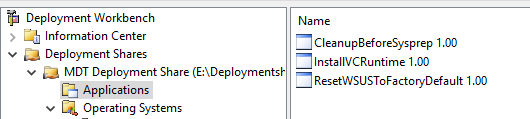 Deployment Workbench
Information Center
Deployment Shares
MDT Deployment Share (E:\Deploymentsh
Applications
Operating Systems
Name
CleanupBeforeSysprep 1.00
InstallVCRuntime 1.00
ResetWSUSToFactoryDefault 1.00